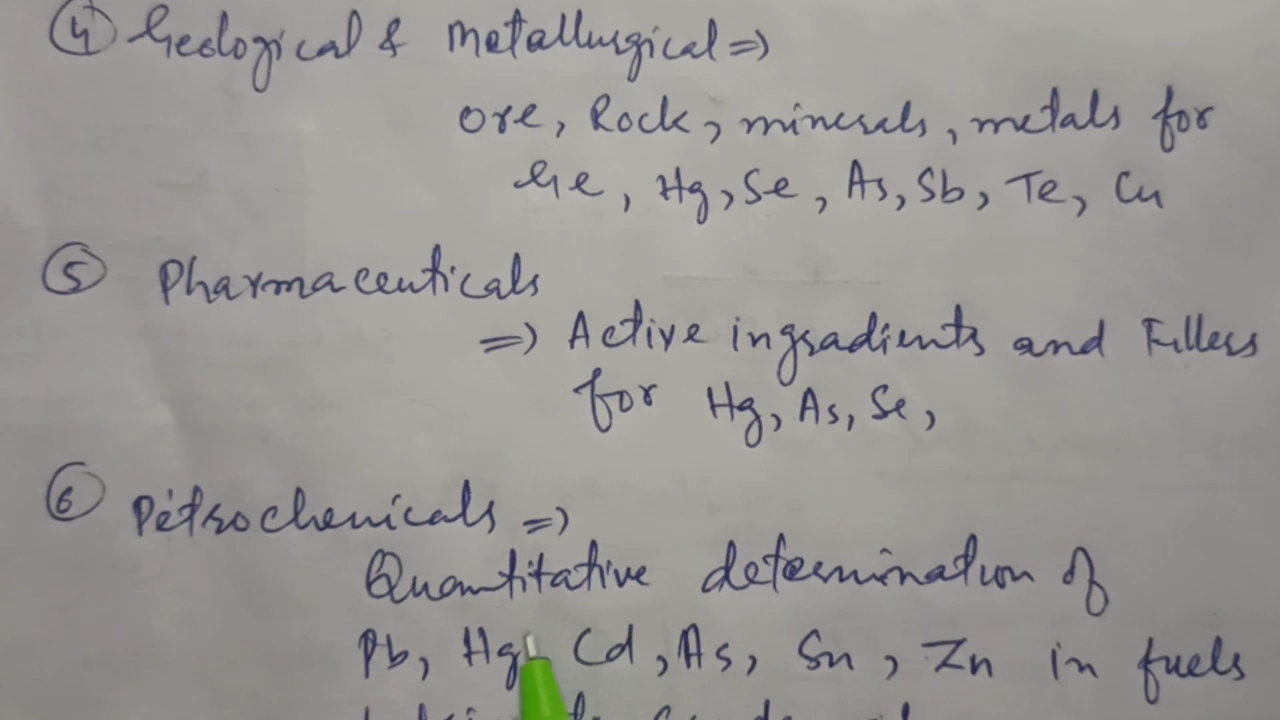 ④ Geological & Metallurgical ⇒
ore, Rock, minerals, metals for
Ge, Hg, Se, As, Sb, Te, Cu
⑤ Pharmaceuticals
⇒ Active ingradients and Fillers
for Hg, As, Se,
⑥ Petrochemicals ⇒
Quantitative determination of
Pb, Hg, Cd, As, Sn, Zn in fuels